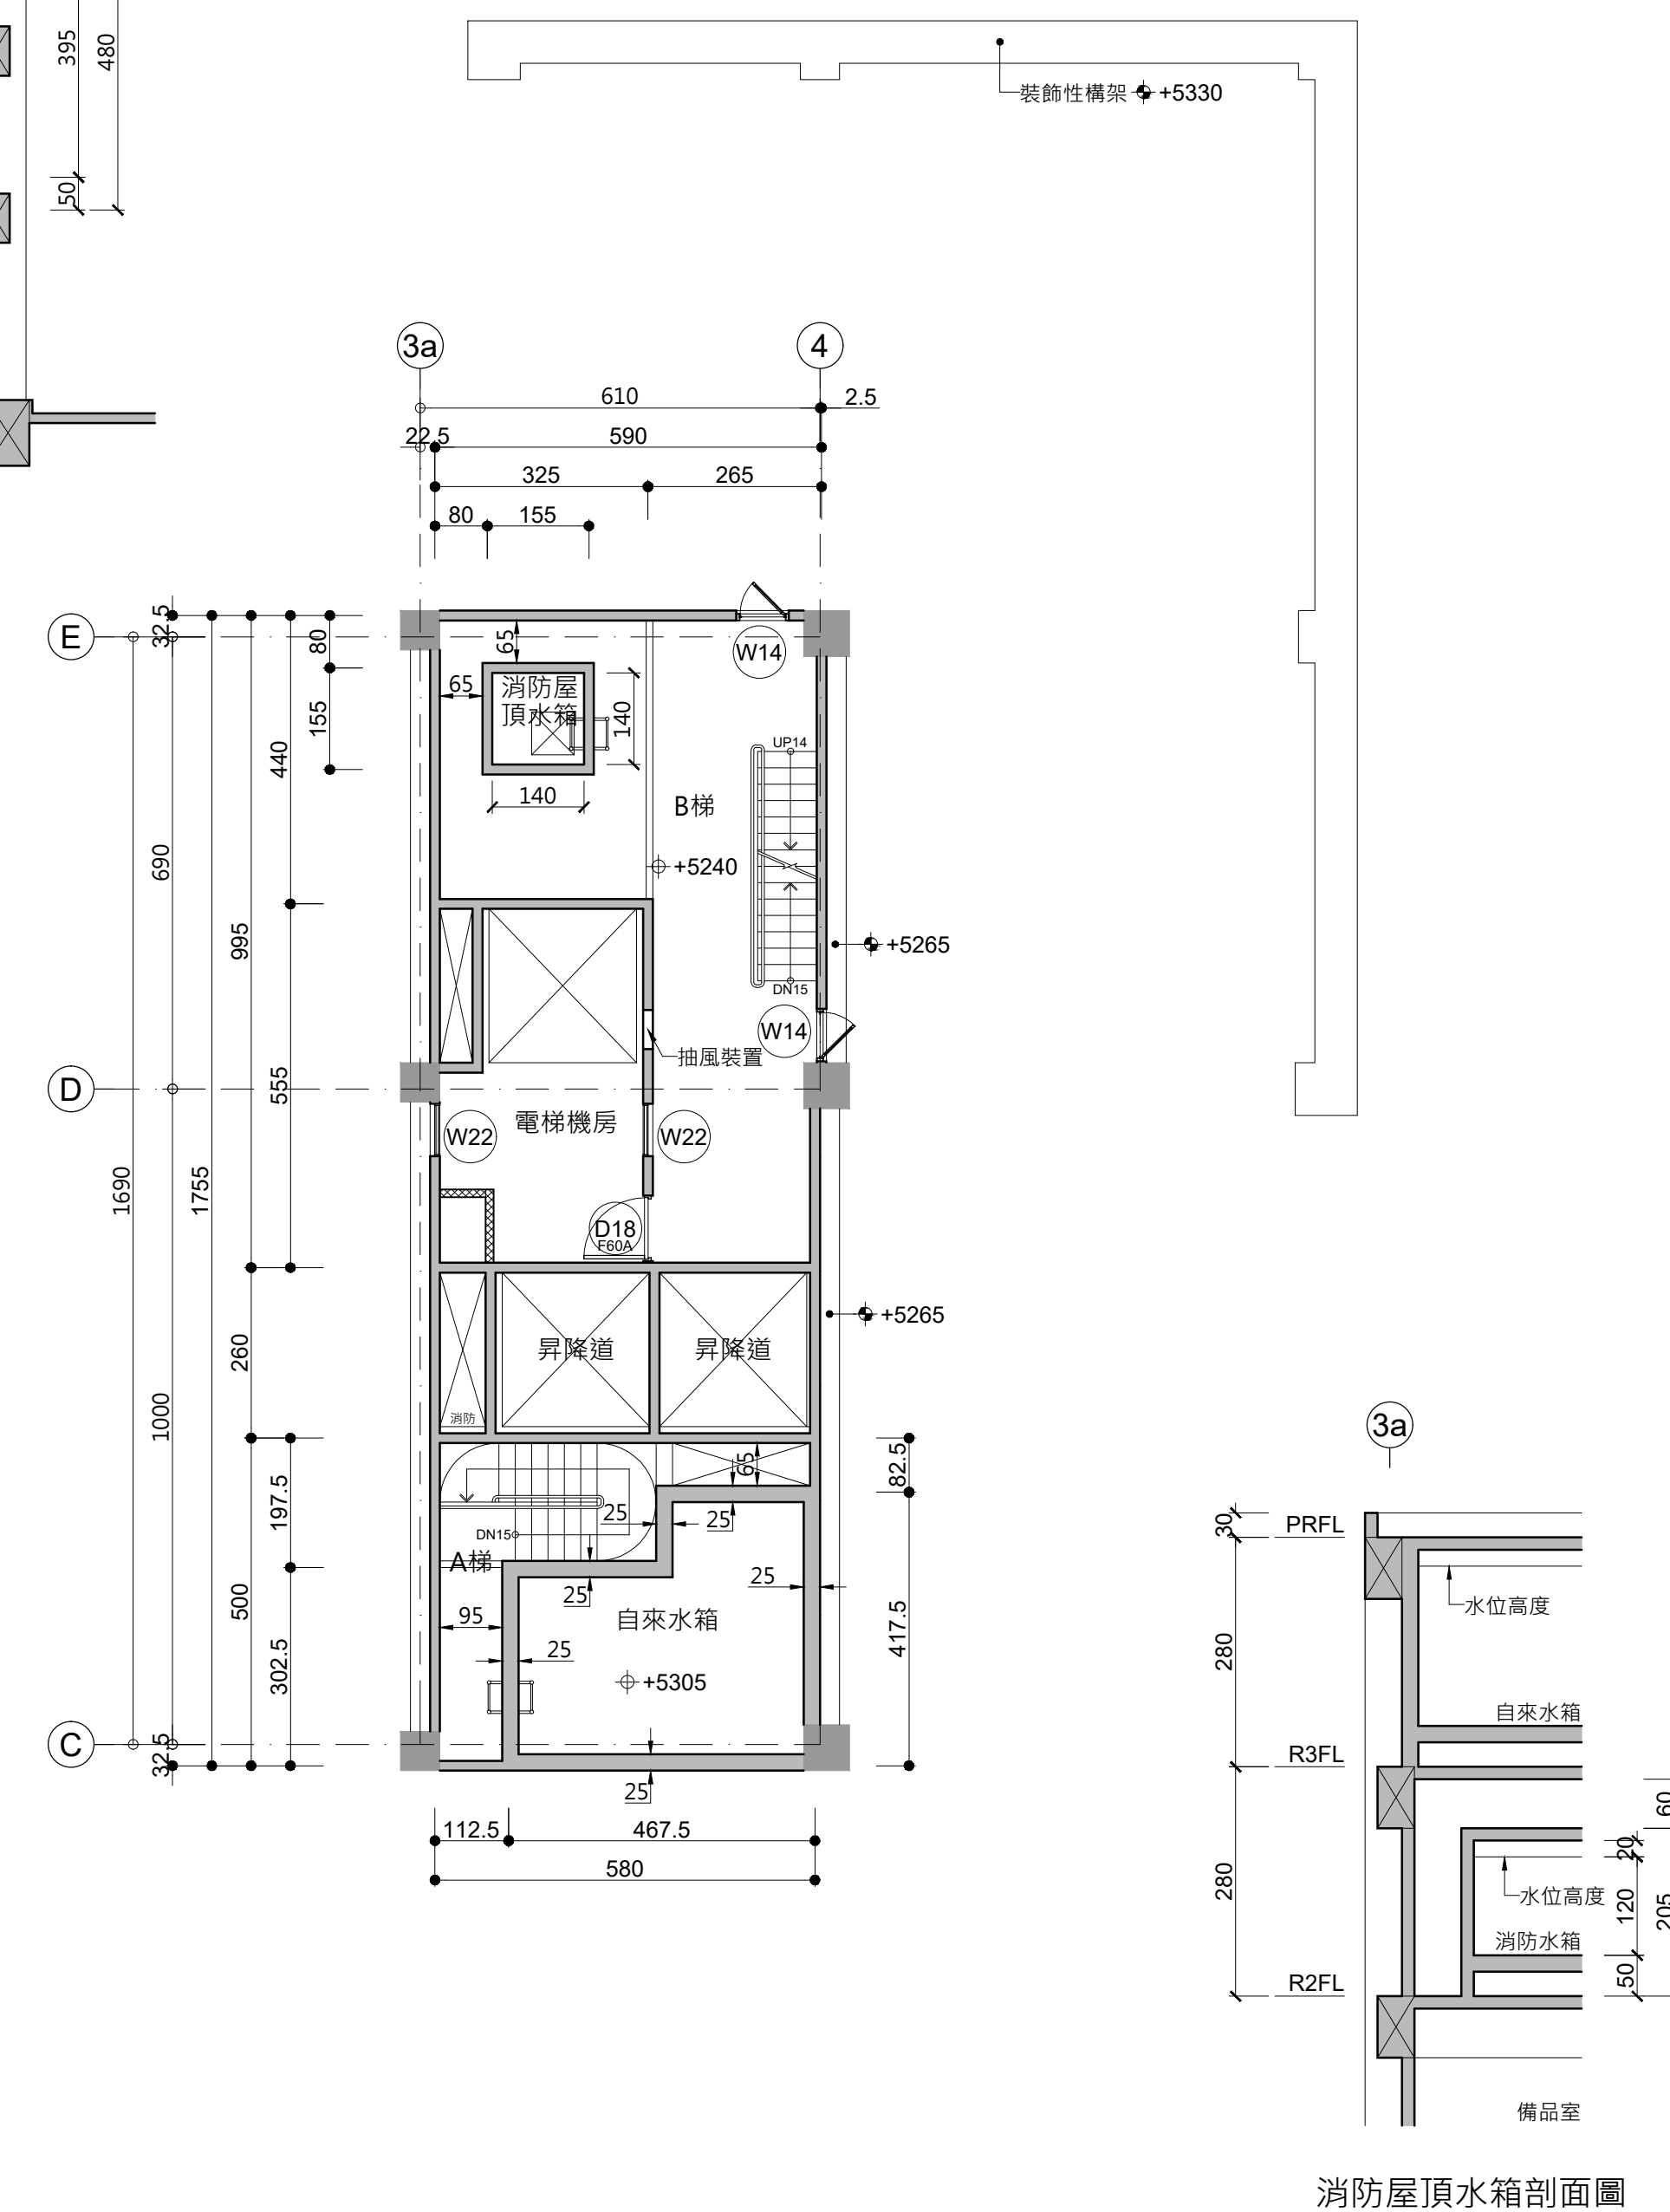 395
480
50
裝飾性構架 +5330
3a
4
610
2.5
22.5
590
325
265
80
155
E
32.5
80
65
W14
65
消防屋
頂水箱
140
155
140
UP14
440
B梯
690
+5240
995
+5265
DN15
W14
抽風裝置
D
555
電梯機房
W22
W22
1690
1755
D18
F60A
+5265
260
昇降道
昇降道
1000
消防
3a
65
82.5
197.5
25
25
DN15
A梯
25
25
30
PRFL
水位高度
500
95
自來水箱
417.5
280
25
302.5
+5305
自來水箱
C
32.5
R3FL
25
60
112.5
467.5
20
580
280
水位高度
120
205
消防水箱
50
R2FL
備品室
消防屋頂水箱剖面圖